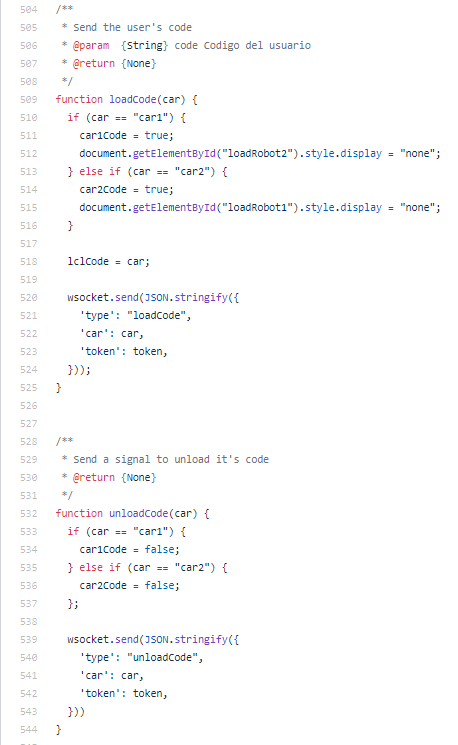 504 /**
505  * Send the user's code
506  * @param  {String} code Codigo del usuario
507  * @return {None}
508  */
509 function loadCode(car) {
510   if (car == "car1") {
511     car1Code = true;
512     document.getElementById("loadRobot2").style.display = "none";
513   } else if (car == "car2") {
514     car2Code = true;
515     document.getElementById("loadRobot1").style.display = "none";
516   }
517
518   lclCode = car;
519
520   wsocket.send(JSON.stringify({
521     'type': "loadCode",
522     'car': car,
523     'token': token,
524   }));
525 }
526
527
528 /**
529  * Send a signal to unload it's code
530  * @return {None}
531  */
532 function unloadCode(car) {
533   if (car == "car1") {
534     car1Code = false;
535   } else if (car == "car2") {
536     car2Code = false;
537   };
538
539   wsocket.send(JSON.stringify({
540     'type': "unloadCode",
541     'car': car,
542     'token': token,
543   }))
544 }